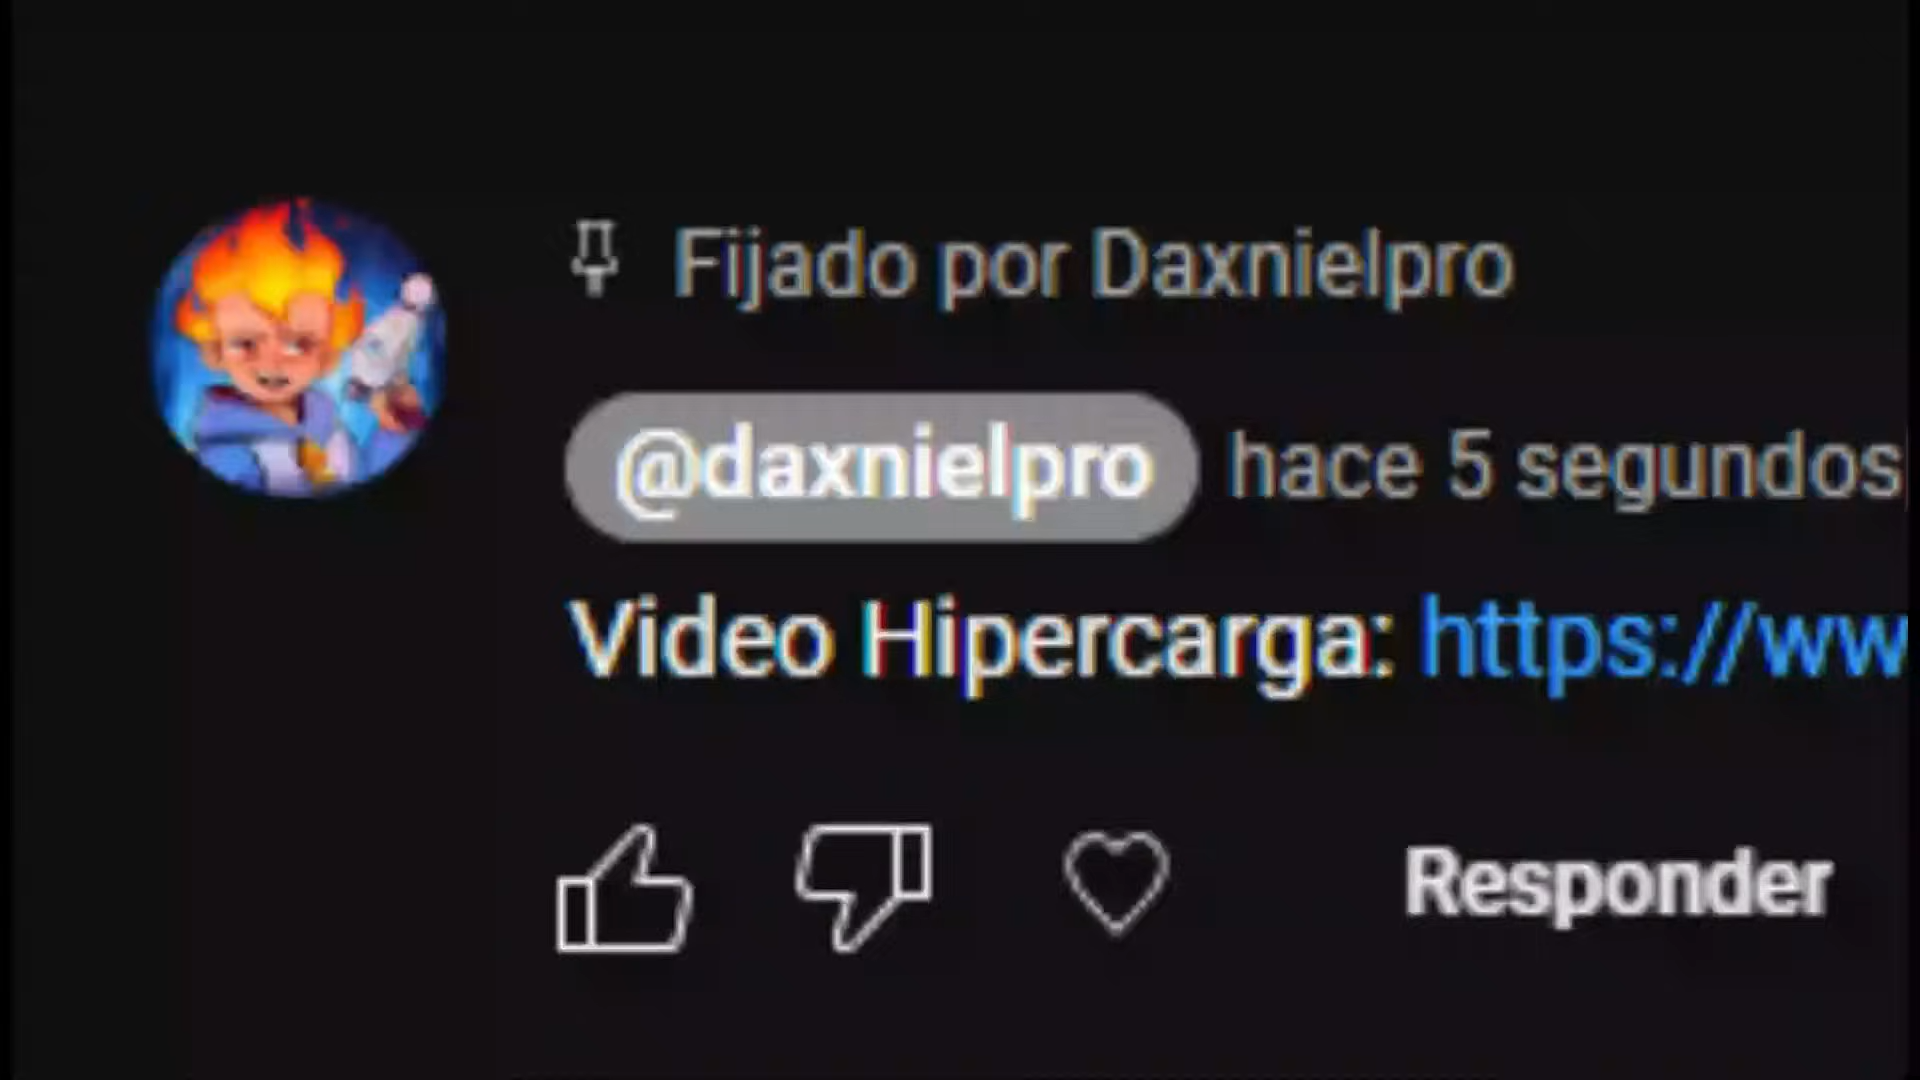 Fijado por Daxnielpro
@daxnielpro hace 5 segundos
Video Hipercarga: https://ww
Responder